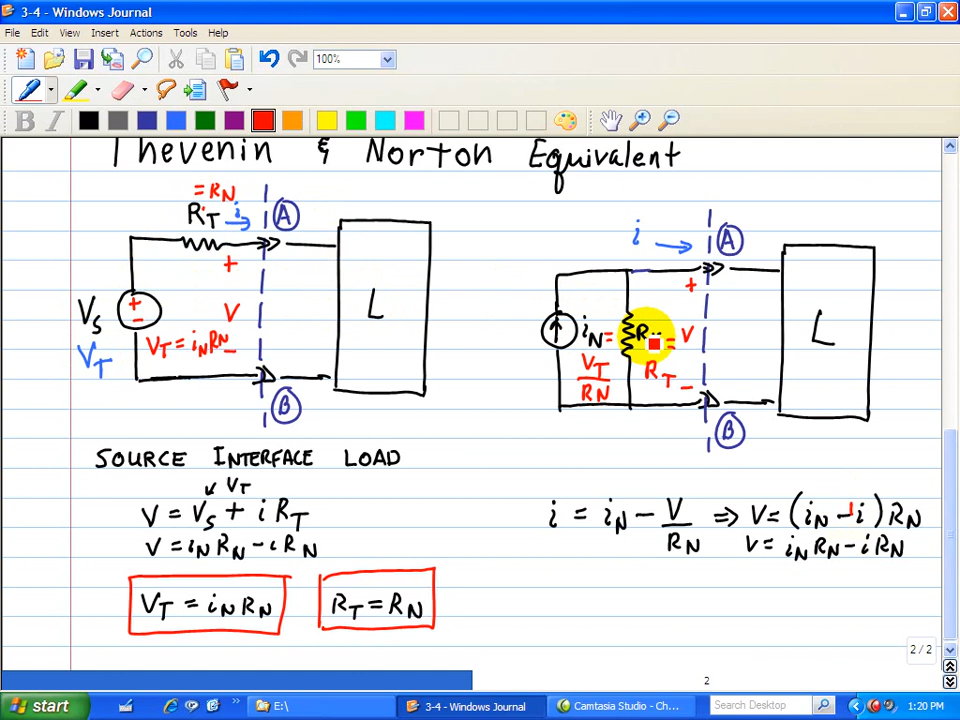 3-4 - Windows Journal
File Edit View Insert Actions Tools Help
100%
B I
Thevenin & Norton Equivalent
= RN
RT i A
+
VS + - V L
VT VT = iN RN -
B
i A
+
iN = R = V L
VT/RN RT -
B
SOURCE INTERFACE LOAD
↙ VT
V = VS + i RT
V = iN RN - i RN
VT = iN RN RT = RN
i = iN - V/RN ⇒ V = (iN - i) RN
V = iN RN - i RN
2 / 2
2
start E:\ 3-4 - Windows Journal Camtasia Studio - Ch... Search Desktop 1:20 PM